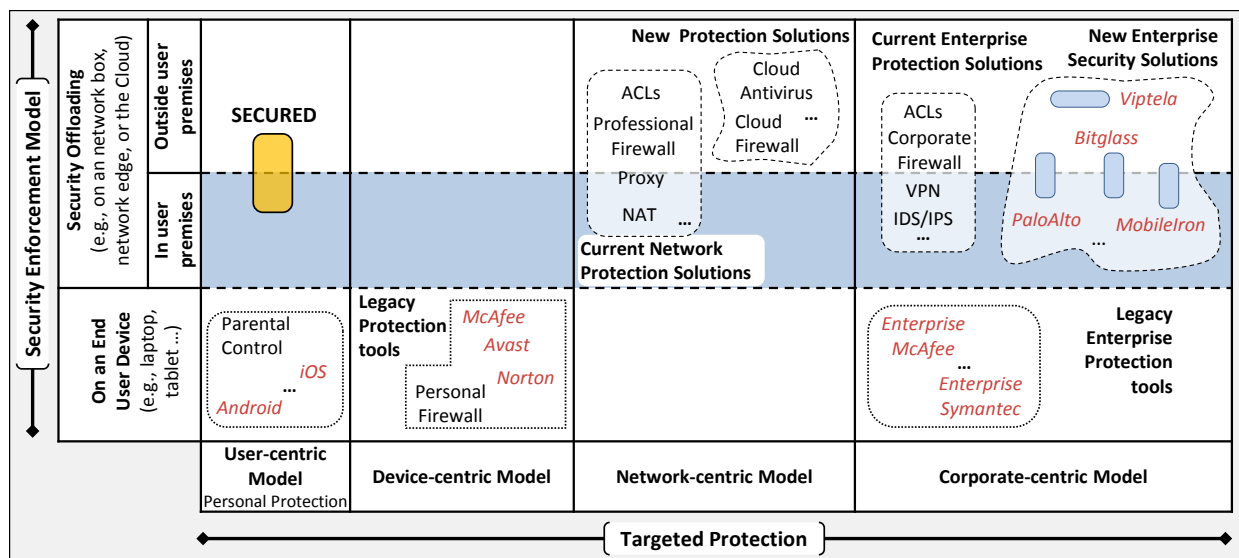 Security Enforcement Model
Security Offloading
(e.g., on an network box,
network edge, or the Cloud)
Outside user
premises
In user
premises
On an End
User Device
(e.g., laptop,
tablet ...)
SECURED
New Protection Solutions
ACLs
Professional
Firewall
Proxy
NAT
...
Cloud
Antivirus
...
Cloud
Firewall
Current Network
Protection Solutions
Current Enterprise
Protection Solutions
ACLs
Corporate
Firewall
VPN
IDS/IPS
...
New Enterprise
Security Solutions
Viptela
Bitglass
PaloAlto
MobileIron
...
Parental
Control
iOS
...
Android
Legacy
Protection
tools
McAfee
Avast
Norton
Personal
Firewall
Enterprise
McAfee
...
Enterprise
Symantec
Legacy
Enterprise
Protection
tools
User-centric
Model
Personal Protection
Device-centric Model
Network-centric Model
Corporate-centric Model
Targeted Protection